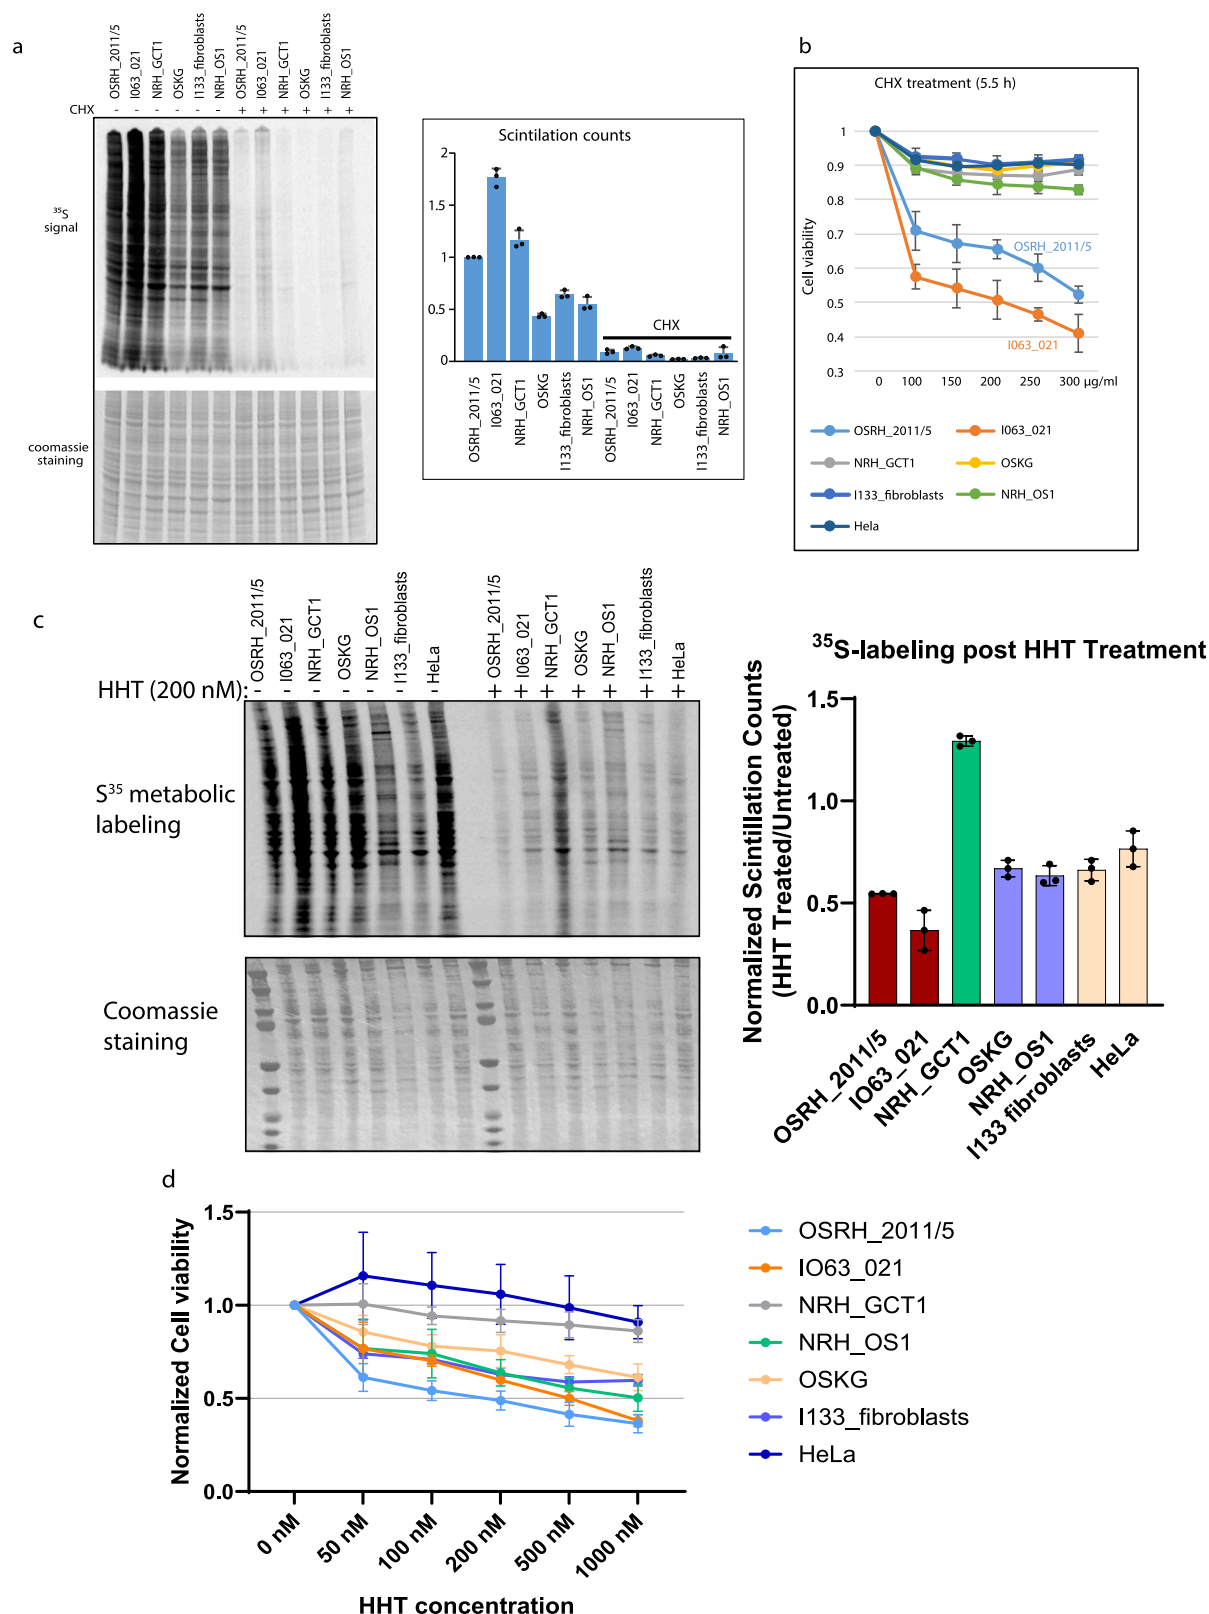 a
OSRH_2011/5
I063_021
NRH_GCT1
OSKG
I133_fibroblasts
NRH_OS1
OSRH_2011/5
I063_021
NRH_GCT1
OSKG
I133_fibroblasts
NRH_OS1
CHX - - - - - - + + + + + +
35S
signal
coomassie
staining
Scintilation counts
2
1.5
1
0.5
0
CHX
OSRH_2011/5
I063_021
NRH_GCT1
OSKG
I133_fibroblasts
NRH_OS1
OSRH_2011/5
I063_021
NRH_GCT1
OSKG
I133_fibroblasts
NRH_OS1
b
CHX treatment (5.5 h)
Cell viability
1
0.9
0.8
0.7
0.6
0.5
0.4
0.3
OSRH_2011/5
I063_021
0 100 150 200 250 300 µg/ml
OSRH_2011/5
I063_021
NRH_GCT1
OSKG
I133_fibroblasts
NRH_OS1
Hela
c
OSRH_2011/5
I063_021
NRH_GCT1
OSKG
NRH_OS1
I133_fibroblasts
HeLa
OSRH_2011/5
I063_021
NRH_GCT1
OSKG
NRH_OS1
I133_fibroblasts
HeLa
HHT (200 nM): - - - - - - - + + + + + + +
S35 metabolic
labeling
Coomassie
staining
35S-labeling post HHT Treatment
Normalized Scintillation Counts
(HHT Treated/Untreated)
1.5
1.0
0.5
0.0
OSRH_2011/5
IO63_021
NRH_GCT1
OSKG
NRH_OS1
I133 fibroblasts
HeLa
d
Normalized Cell viability
1.5
1.0
0.5
0.0
0 nM
50 nM
100 nM
200 nM
500 nM
1000 nM
HHT concentration
OSRH_2011/5
IO63_021
NRH_GCT1
NRH_OS1
OSKG
I133_fibroblasts
HeLa